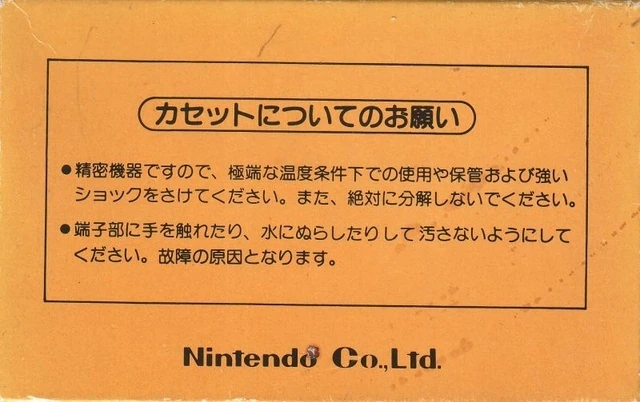 カセットについてのお願い
●精密機器ですので、極端な温度条件下での使用や保管および強い
ショックをさけてください。また、絶対に分解しないでください。
●端子部に手を触れたり、水にぬらしたりして汚さないようにして
ください。故障の原因となります。
Nintendo Co.,Ltd.